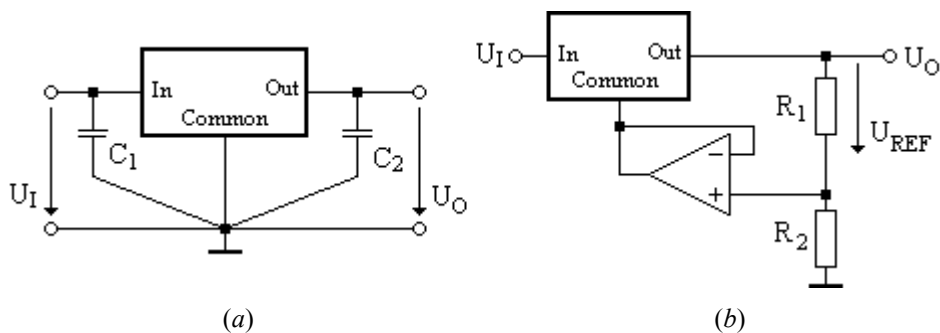 In
Out
Common
C1
C2
UI
UO
(a)
UI
In
Out
Common
UO
R1
UREF
−
+
R2
(b)